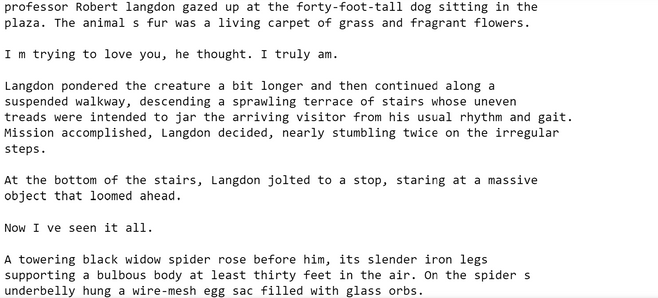 professor Robert langdon gazed up at the forty-foot-tall dog sitting in the
plaza. The animal s fur was a living carpet of grass and fragrant flowers.
I m trying to love you, he thought. I truly am.
Langdon pondered the creature a bit longer and then continued along a
suspended walkway, descending a sprawling terrace of stairs whose uneven
treads were intended to jar the arriving visitor from his usual rhythm and gait.
Mission accomplished, Langdon decided, nearly stumbling twice on the irregular
steps.
At the bottom of the stairs, Langdon jolted to a stop, staring at a massive
object that loomed ahead.
Now I ve seen it all.
A towering black widow spider rose before him, its slender iron legs
supporting a bulbous body at least thirty feet in the air. On the spider s
underbelly hung a wire-mesh egg sac filled with glass orbs.